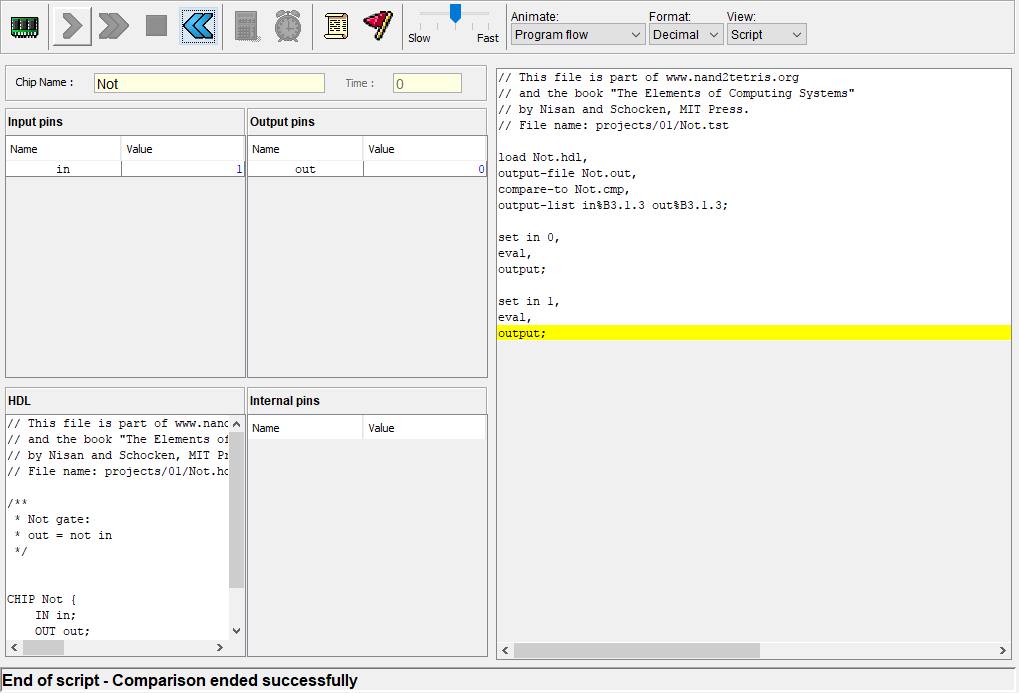 Slow
Fast
Animate:
Program flow
Format:
Decimal
View:
Script
Chip Name :
Not
Time :
0
Input pins
Name
Value
in
1
Output pins
Name
Value
out
0
HDL
// This file is part of www.nand
// and the book "The Elements of
// by Nisan and Schocken, MIT Pr
// File name: projects/01/Not.hd
/**
* Not gate:
* out = not in
*/
CHIP Not {
IN in;
OUT out;
Internal pins
Name
Value
// This file is part of www.nand2tetris.org
// and the book "The Elements of Computing Systems"
// by Nisan and Schocken, MIT Press.
// File name: projects/01/Not.tst
load Not.hdl,
output-file Not.out,
compare-to Not.cmp,
output-list in%B3.1.3 out%B3.1.3;
set in 0,
eval,
output;
set in 1,
eval,
output;
End of script - Comparison ended successfully